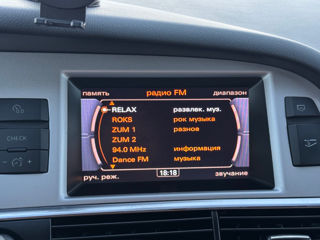 память радио FM диапазон
RELAX развлек. муз.
ROKS рок музыка
ZUM 1 разное
ZUM 2
94.0 MHz информация
Dance FM музыка
руч. реж. 18:18 звучание
CHECK